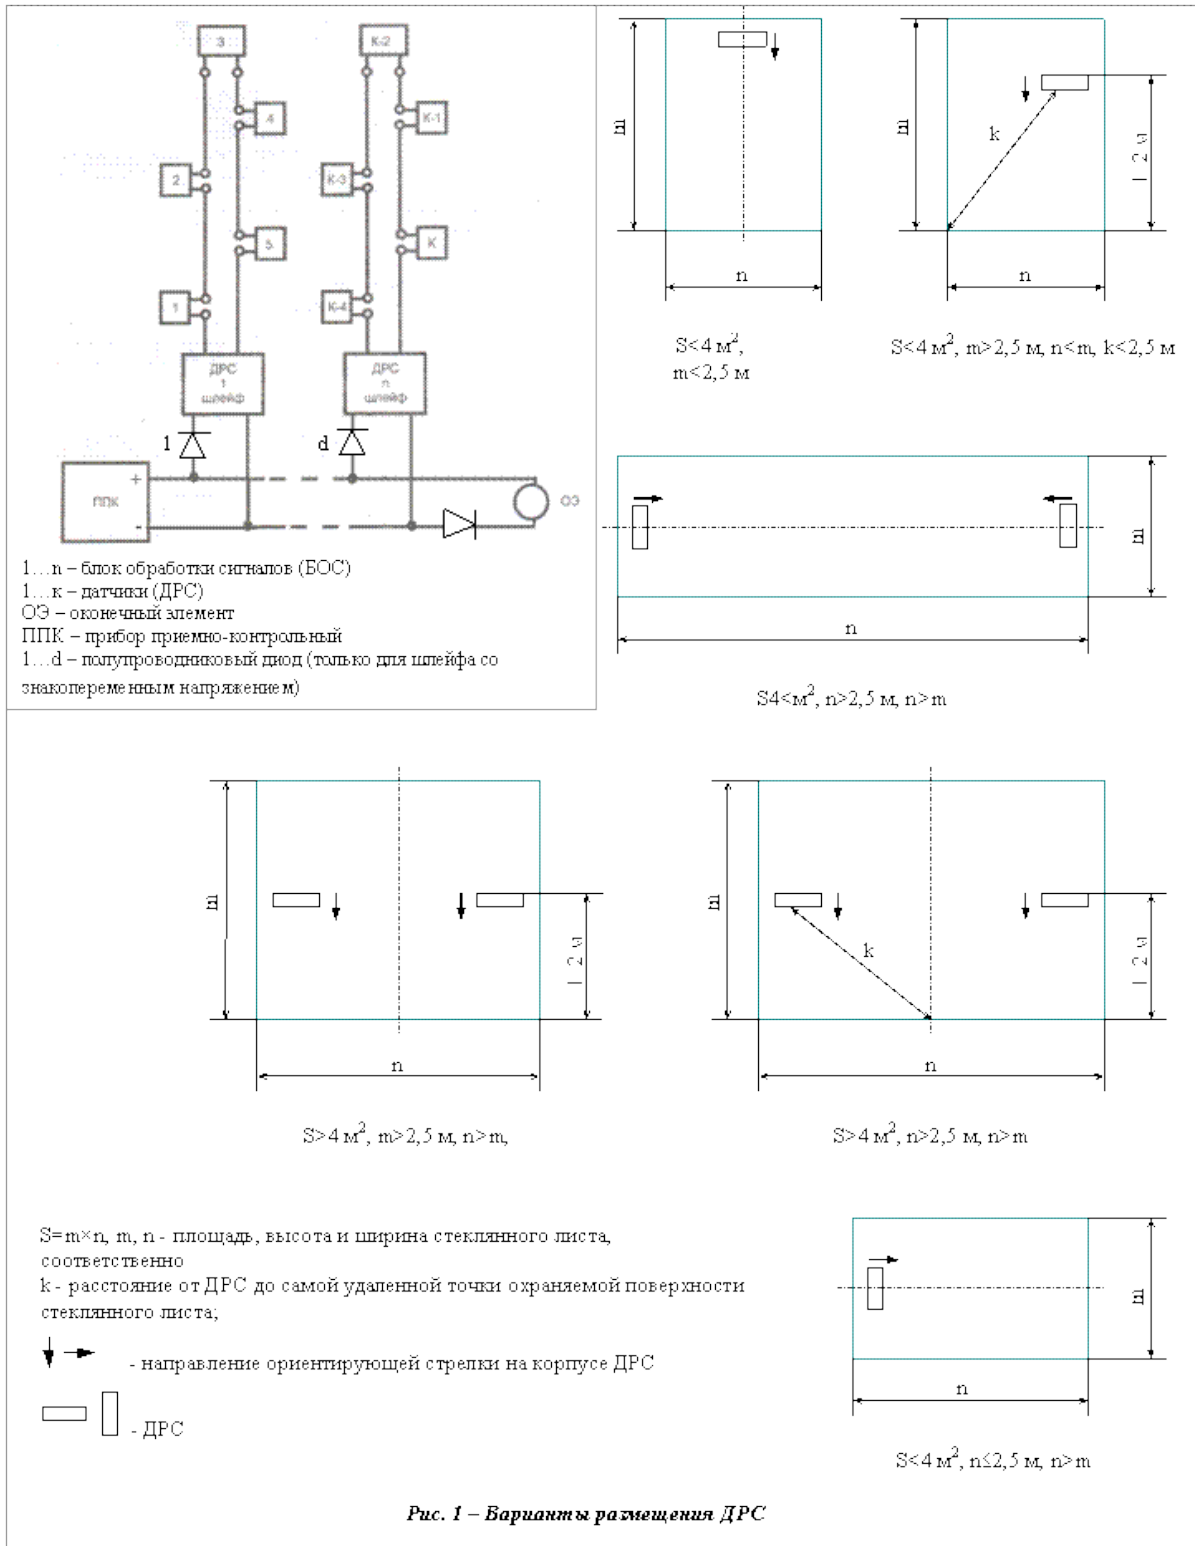 3
К-2
4
К-1
2
К-3
5
К
1
К-4
ДРС
1
шлейф
ДРС
n
шлейф
1
d
ППК
+
-
ОЭ
1…n – блок обработки сигналов (БОС)
1…к – датчики (ДРС)
ОЭ – оконечный элемент
ППК – прибор приемно-контрольный
1…d – полупроводниковый диод (только для шлейфа со
знакопеременным напряжением)
m
n
S<4 м², 
m<2,5 м
m
k
1_2 м
n
S<4 м², m>2,5 м, n<m, k<2,5 м
m
n
S4<м², n>2,5 м, n>m
m
1_2 м
n
S>4 м², m>2,5 м, n>m,
m
k
1_2 м
n
S>4 м², n>2,5 м, n>m
S=m×n, m, n - площадь, высота и ширина стеклянного листа,
соответственно
k - расстояние от ДРС до самой удаленной точки охраняемой поверхности
стеклянного листа;
- направление ориентирующей стрелки на корпусе ДРС
- ДРС
m
n
S<4 м², n≤2,5 м, n>m
Рис. 1 – Варианты размещения ДРС